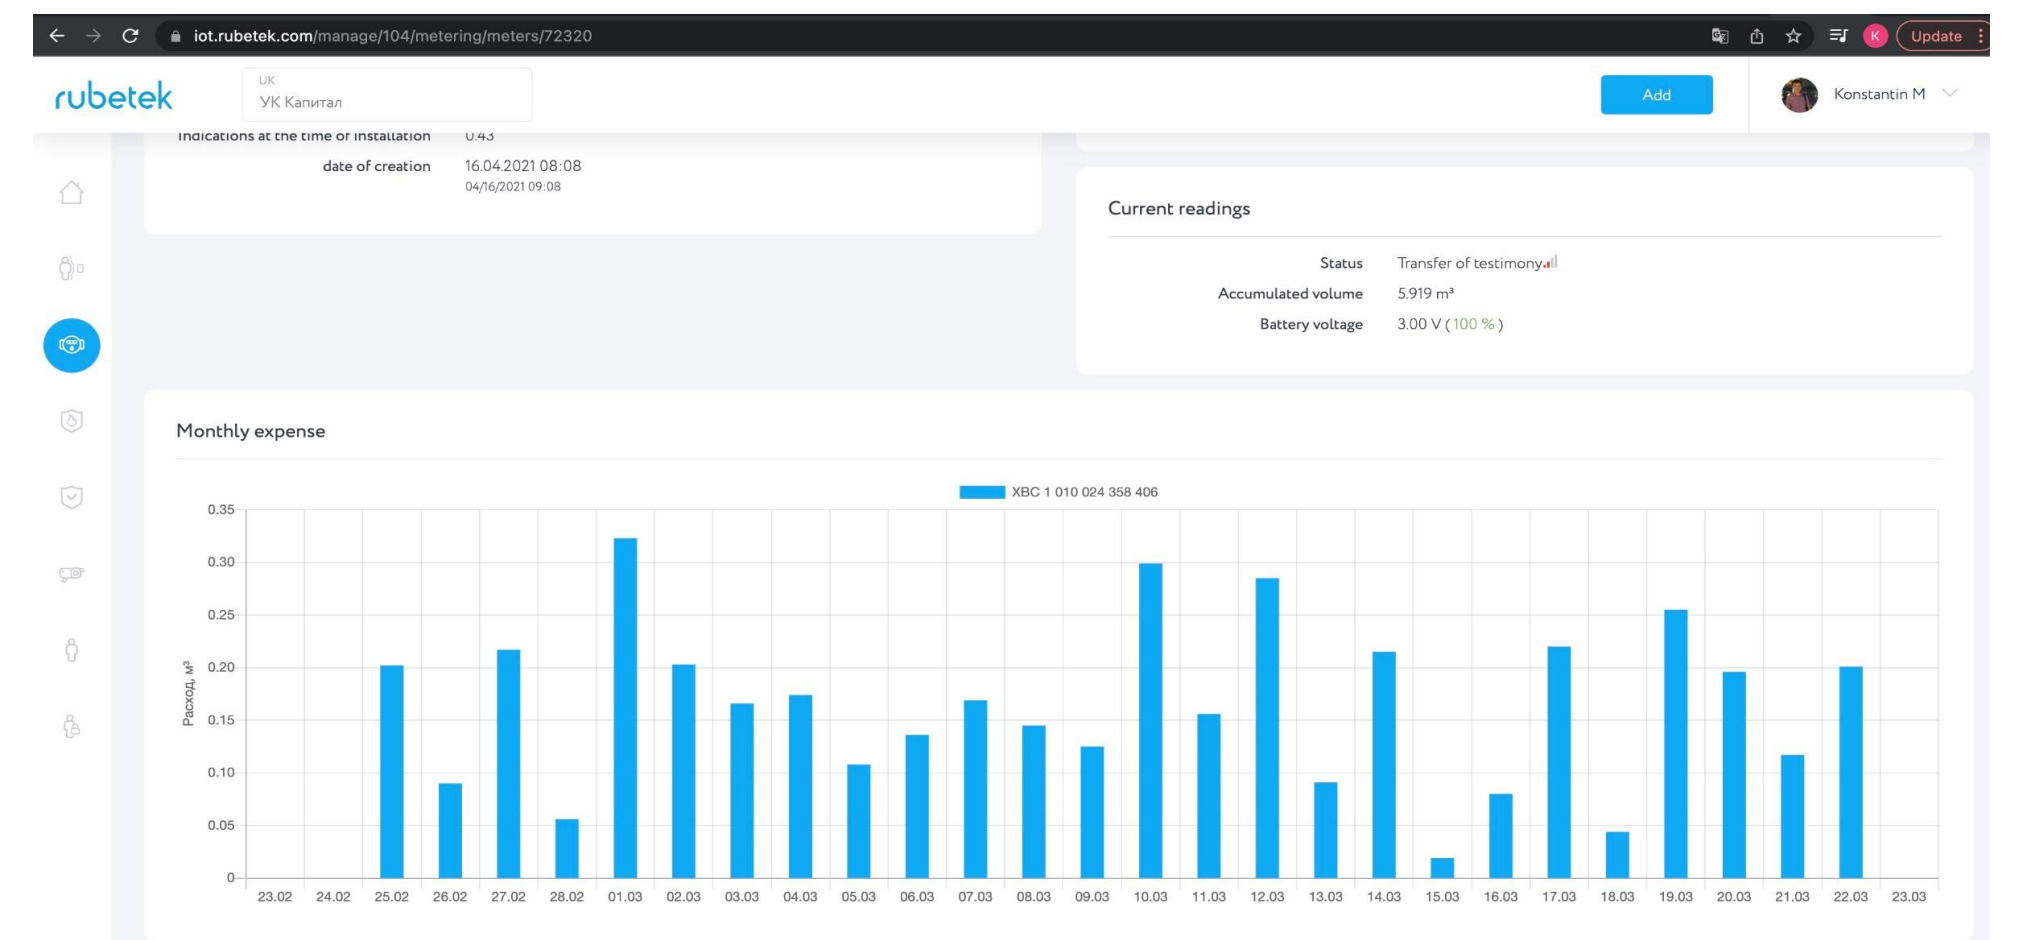 iot.rubetek.com/manage/104/metering/meters/72320
K
Update
rubetek
UK
УК Капитал
Add
Konstantin M
Indications at the time of installation 0.43
date of creation 16.04.2021 08:08
04/16/2021 09:08
Current readings
Status Transfer of testimony
Accumulated volume 5.919 m³
Battery voltage 3.00 V ( 100 % )
Monthly expense
ХВС 1 010 024 358 406
Расход, м³
0.35
0.30
0.25
0.20
0.15
0.10
0.05
0
23.02 24.02 25.02 26.02 27.02 28.02 01.03 02.03 03.03 04.03 05.03 06.03 07.03 08.03 09.03 10.03 11.03 12.03 13.03 14.03 15.03 16.03 17.03 18.03 19.03 20.03 21.03 22.03 23.03